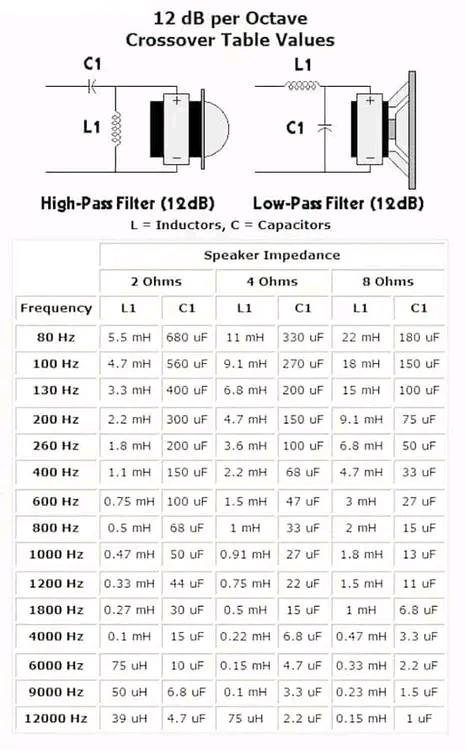 12 dB per Octave
Crossover Table Values
C1
L1
+
−
High-Pass Filter (12dB)
L1
C1
+
−
Low-Pass Filter (12dB)
L = Inductors, C = Capacitors
Speaker Impedance
2 Ohms 4 Ohms 8 Ohms
Frequency L1 C1 L1 C1 L1 C1
80 Hz 5.5 mH 680 uF 11 mH 330 uF 22 mH 180 uF
100 Hz 4.7 mH 560 uF 9.1 mH 270 uF 18 mH 150 uF
130 Hz 3.3 mH 400 uF 6.8 mH 200 uF 15 mH 100 uF
200 Hz 2.2 mH 300 uF 4.7 mH 150 uF 9.1 mH 75 uF
260 Hz 1.8 mH 200 uF 3.6 mH 100 uF 6.8 mH 50 uF
400 Hz 1.1 mH 150 uF 2.2 mH 68 uF 4.7 mH 33 uF
600 Hz 0.75 mH 100 uF 1.5 mH 47 uF 3 mH 27 uF
800 Hz 0.5 mH 68 uF 1 mH 33 uF 2 mH 15 uF
1000 Hz 0.47 mH 50 uF 0.91 mH 27 uF 1.8 mH 13 uF
1200 Hz 0.33 mH 44 uF 0.75 mH 22 uF 1.5 mH 11 uF
1800 Hz 0.27 mH 30 uF 0.5 mH 15 uF 1 mH 6.8 uF
4000 Hz 0.1 mH 15 uF 0.22 mH 6.8 uF 0.47 mH 3.3 uF
6000 Hz 75 uH 10 uF 0.15 mH 4.7 uF 0.33 mH 2.2 uF
9000 Hz 50 uH 6.8 uF 0.1 mH 3.3 uF 0.23 mH 1.5 uF
12000 Hz 39 uH 4.7 uF 75 uH 2.2 uF 0.15 mH 1 uF